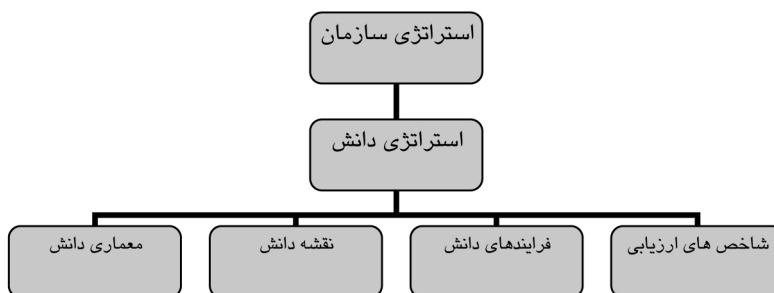 استراتژی سازمان
استراتژی دانش
شاخص های ارزیابی
فرایندهای دانش
نقشه دانش
معماری دانش